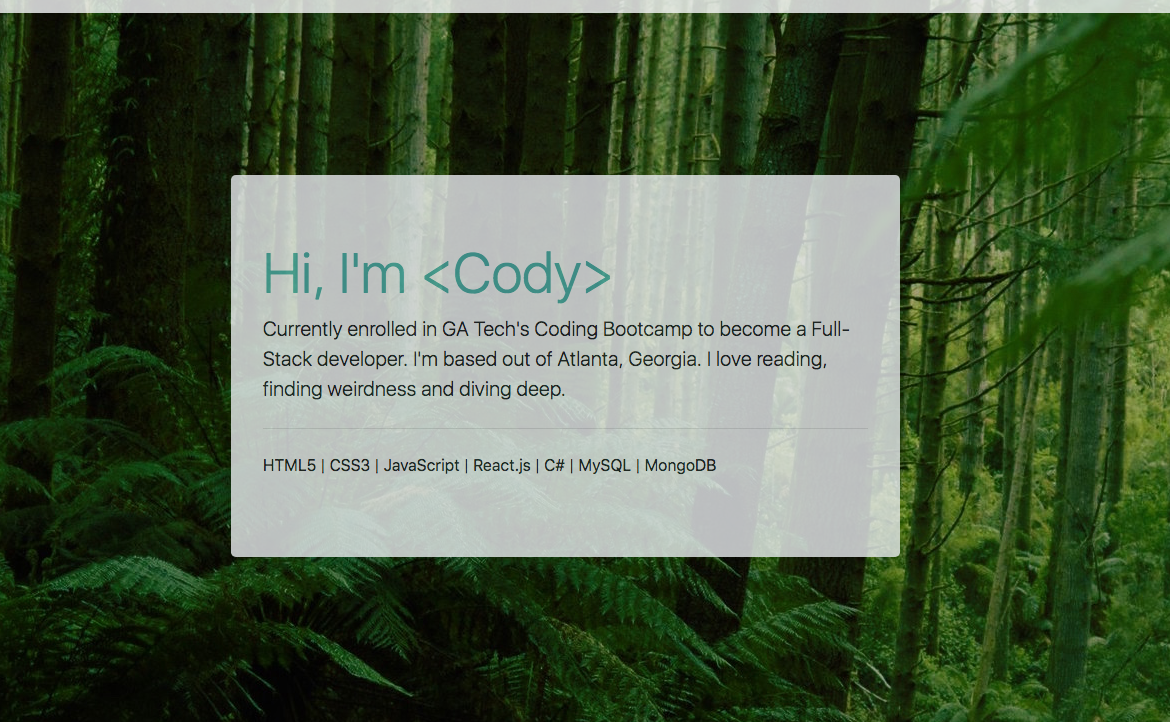 Hi, I'm <Cody>
Currently enrolled in GA Tech's Coding Bootcamp to become a Full-
Stack developer. I'm based out of Atlanta, Georgia. I love reading,
finding weirdness and diving deep.
HTML5 | CSS3 | JavaScript | React.js | C# | MySQL | MongoDB